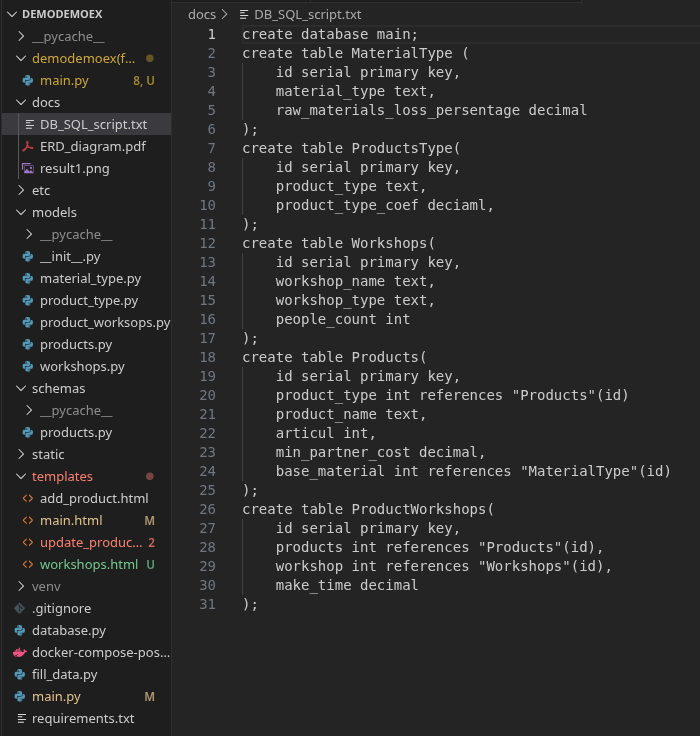 DEMODEMOEX
__pycache__
demodemoex(f...
main.py 8, U
docs
DB_SQL_script.txt
ERD_diagram.pdf
result1.png
etc
models
__pycache__
__init__.py
material_type.py
product_type.py
product_worksops.py
products.py
workshops.py
schemas
__pycache__
products.py
static
templates
add_product.html
main.html M
update_produc... 2
workshops.html U
venv
.gitignore
database.py
docker-compose-pos...
fill_data.py
main.py M
requirements.txt
docs > DB_SQL_script.txt
1 create database main;
2 create table MaterialType (
3 id serial primary key,
4 material_type text,
5 raw_materials_loss_persentage decimal
6 );
7 create table ProductsType(
8 id serial primary key,
9 product_type text,
10 product_type_coef deciaml,
11 );
12 create table Workshops(
13 id serial primary key,
14 workshop_name text,
15 workshop_type text,
16 people_count int
17 );
18 create table Products(
19 id serial primary key,
20 product_type int references "Products"(id)
21 product_name text,
22 articul int,
23 min_partner_cost decimal,
24 base_material int references "MaterialType"(id)
25 );
26 create table ProductWorkshops(
27 id serial primary key,
28 products int references "Products"(id),
29 workshop int references "Workshops"(id),
30 make_time decimal
31 );